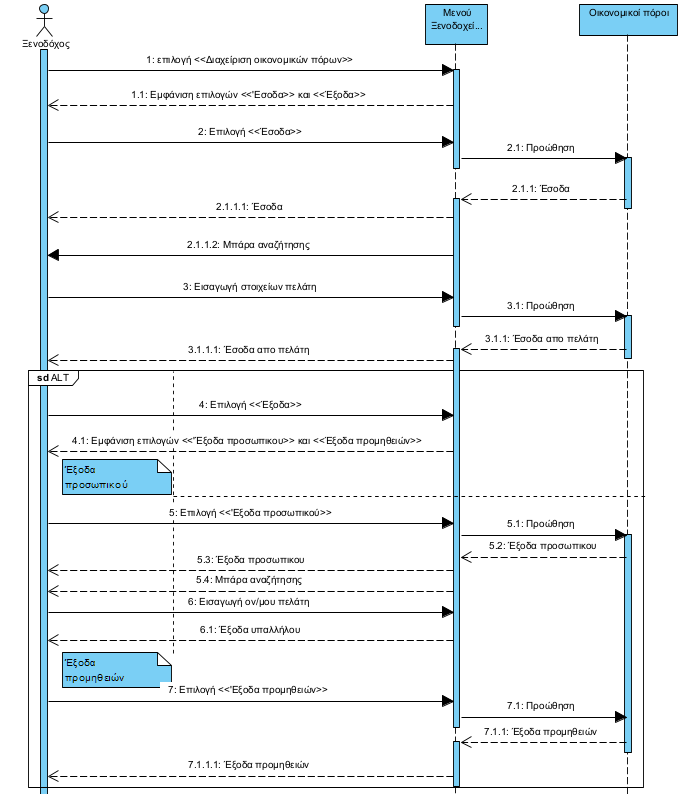 Ξενοδόχος
Μενού
Ξενοδοχεί...
Οικονομικοί πόροι
1: επιλογή <<Διαχείριση οικονομικών πόρων>>
1.1: Εμφάνιση επιλογών <<'Εσοδα>> και <<Έξοδα>>
2: Επιλογή <<Έσοδα>>
2.1: Προώθηση
2.1.1: Έσοδα
2.1.1.1: Έσοδα
2.1.1.2: Μπάρα αναζήτησης
3: Εισαγωγή στοιχείων πελάτη
3.1: Προώθηση
3.1.1: Έσοδα απο πελάτη
3.1.1.1: Έσοδα απο πελάτη
sd ALT
4: Επιλογή <<Έξοδα>>
4.1: Εμφάνιση επιλογών <<'Έξοδα προσωπικου>> και <<Έξοδα προμηθειών>>
Έξοδα
προσωπικού
5: Επιλογή <<'Εξοδα προσωπικού>>
5.1: Προώθηση
5.2: Έξοδα προσωπικου
5.3: Έξοδα προσωπικου
5.4: Μπάρα αναζήτησης
6: Εισαγωγή ον/μου πελάτη
6.1: Έξοδα υπαλλήλου
Έξοδα
προμηθειών
7: Επιλογή <<'Εξοδα προμηθειών>>
7.1: Προώθηση
7.1.1: Έξοδα προμηθειών
7.1.1.1: Έξοδα προμηθειών